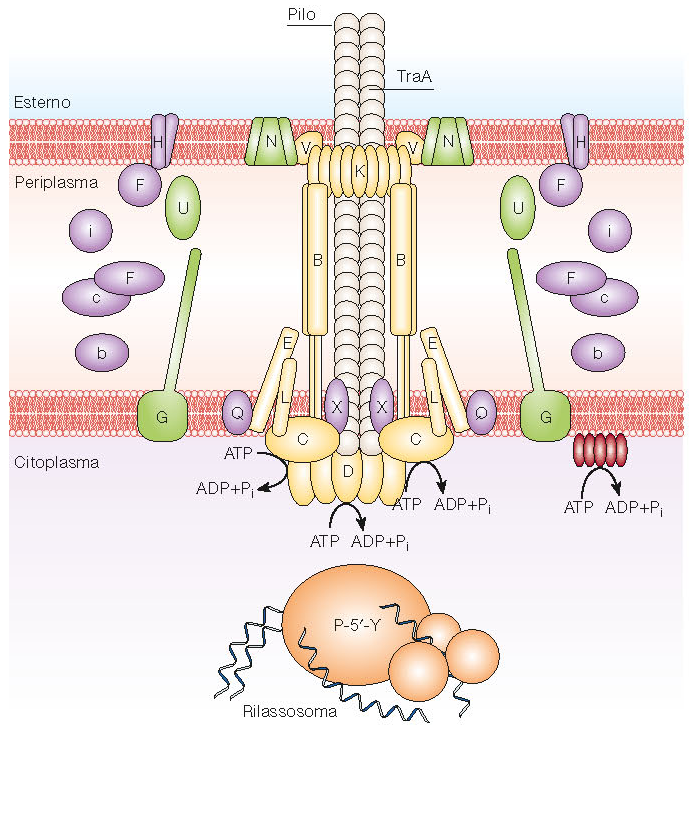 Pilo
TraA
Esterno
H
N
V
V
N
H
K
Periplasma
F
F
U
U
i
i
B
B
F
F
c
c
b
b
E
E
L
L
Q
X
X
Q
G
G
C
C
ATP
Citoplasma
D
ADP+Pi
ATP ADP+Pi
ATP ADP+Pi
ATP ADP+Pi
P-5′-Y
Rilassosoma